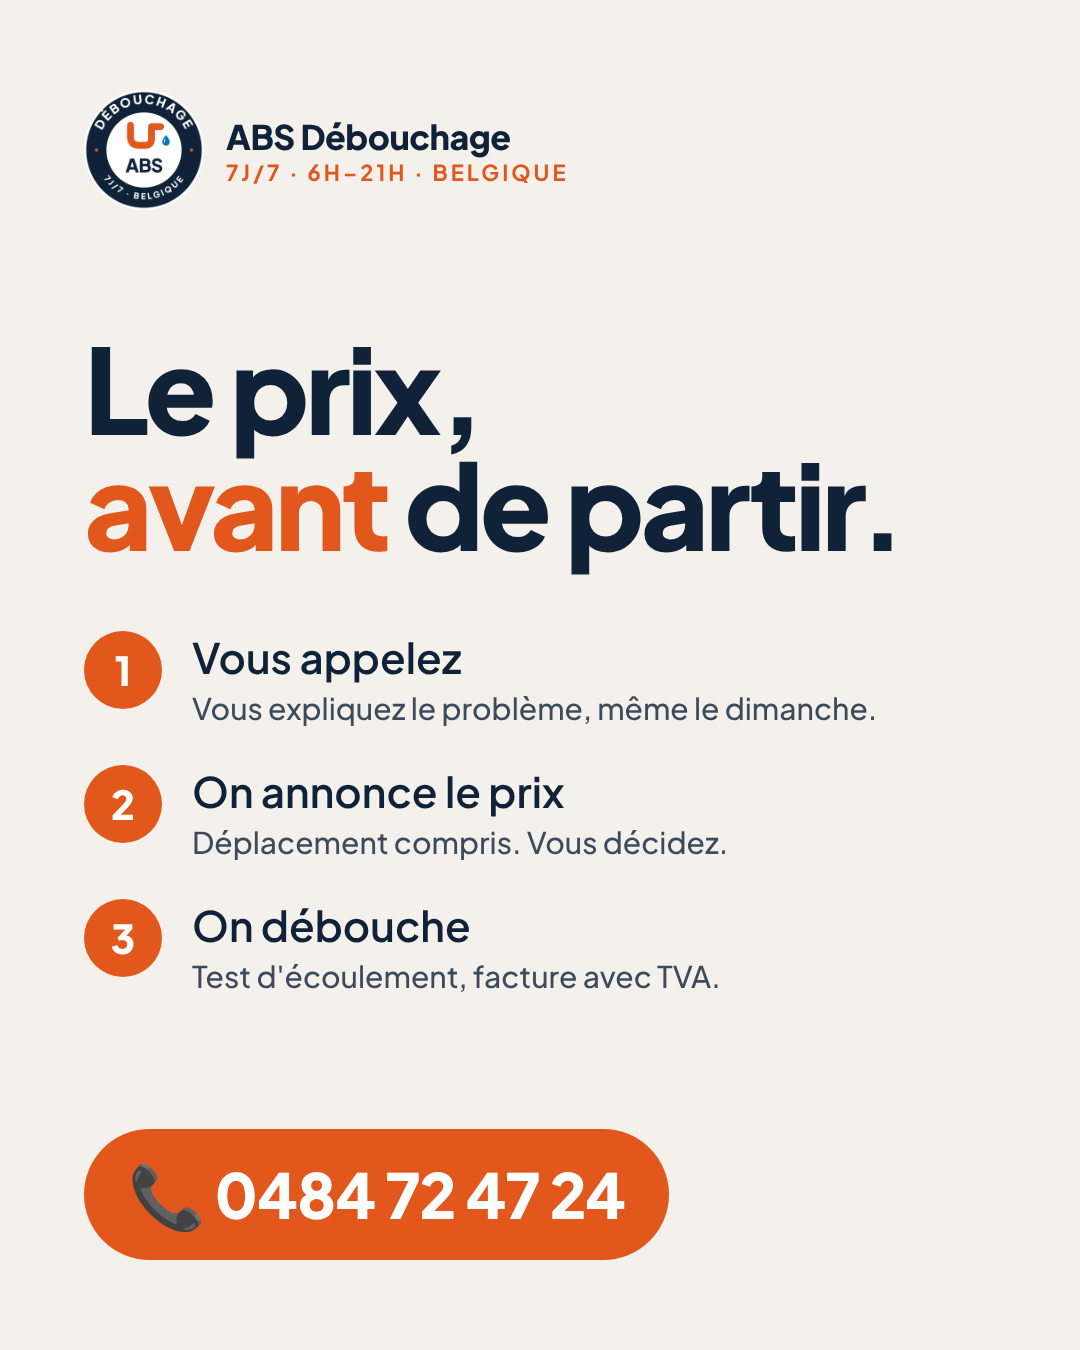 DÉBOUCHAGE
ABS
7J/7 · BELGIQUE
ABS Débouchage
7J/7 · 6H–21H · BELGIQUE
Le prix,
avant de partir.
1
Vous appelez
Vous expliquez le problème, même le dimanche.
2
On annonce le prix
Déplacement compris. Vous décidez.
3
On débouche
Test d'écoulement, facture avec TVA.
📞 0484 72 47 24